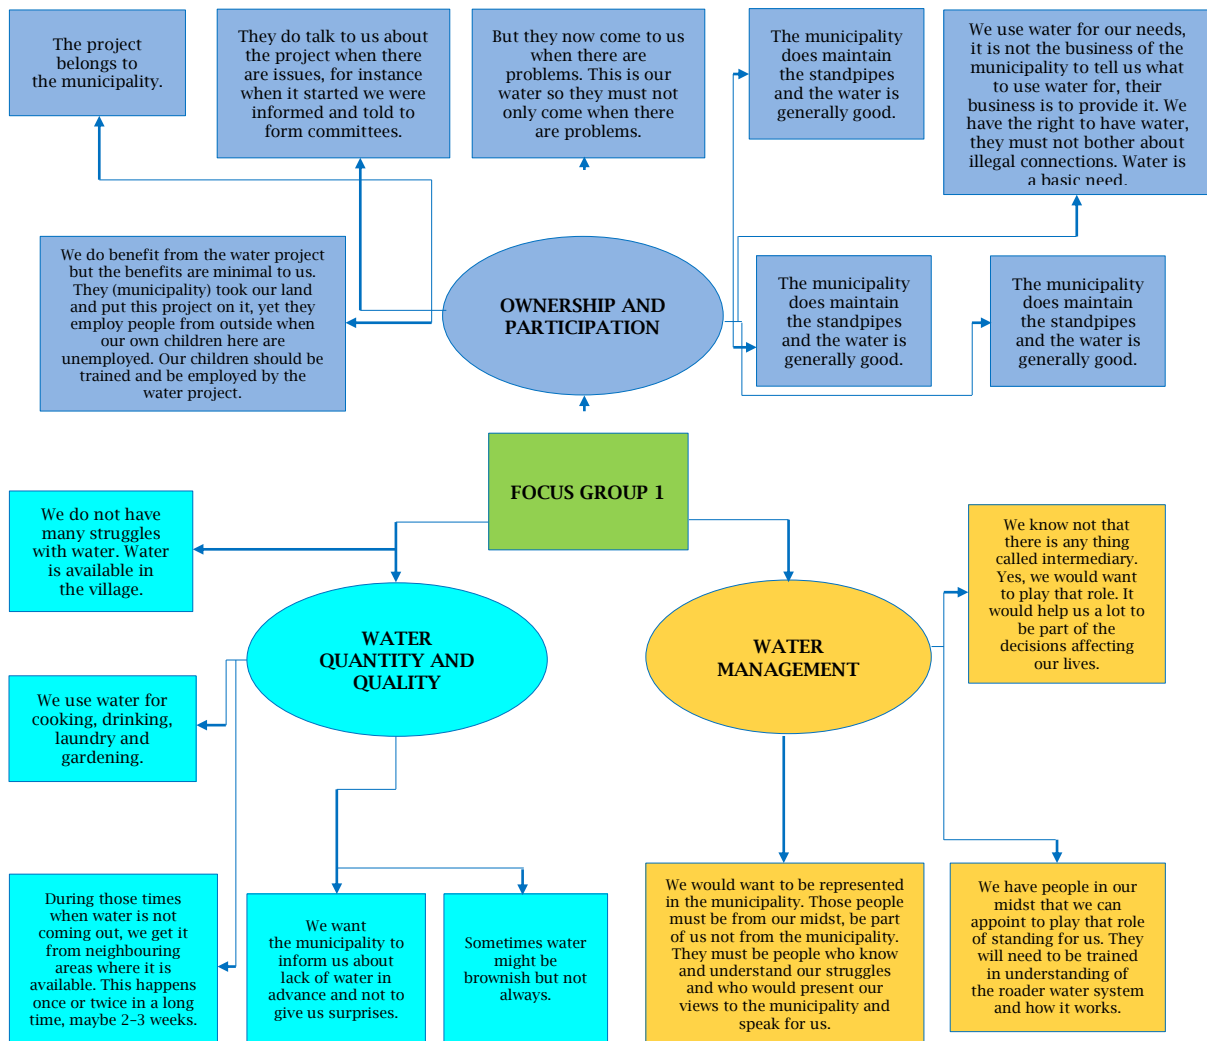 The project
belongs to
the municipality.
They do talk to us about
the project when there
are issues, for instance
when it started we were
informed and told to
form committees.
But they now come to us
when there are
problems. This is our
water so they must not
only come when there
are problems.
The municipality
does maintain
the standpipes
and the water is
generally good.
We use water for our needs,
it is not the business of the
municipality to tell us what
to use water for, their
business is to provide it. We
have the right to have water,
they must not bother about
illegal connections. Water is
a basic need.
We do benefit from the water project
but the benefits are minimal to us.
They (municipality) took our land
and put this project on it, yet they
employ people from outside when
our own children here are
unemployed. Our children should be
trained and be employed by the
water project.
OWNERSHIP AND
PARTICIPATION
The municipality
does maintain
the standpipes
and the water is
generally good.
The municipality
does maintain
the standpipes
and the water is
generally good.
FOCUS GROUP 1
We do not have
many struggles
with water. Water
is available in
the village.
We know not that
there is any thing
called intermediary.
Yes, we would want
to play that role. It
would help us a lot to
be part of the
decisions affecting
our lives.
WATER
QUANTITY AND
QUALITY
WATER
MANAGEMENT
We use water for
cooking, drinking,
laundry and
gardening.
During those times
when water is not
coming out, we get it
from neighbouring
areas where it is
available. This happens
once or twice in a long
time, maybe 2–3 weeks.
We want
the municipality to
inform us about
lack of water in
advance and not to
give us surprises.
Sometimes water
might be
brownish but not
always.
We would want to be represented
in the municipality. Those people
must be from our midst, be part
of us not from the municipality.
They must be people who know
and understand our struggles
and who would present our
views to the municipality and
speak for us.
We have people in our
midst that we can
appoint to play that role
of standing for us. They
will need to be trained
in understanding of
the roader water system
and how it works.